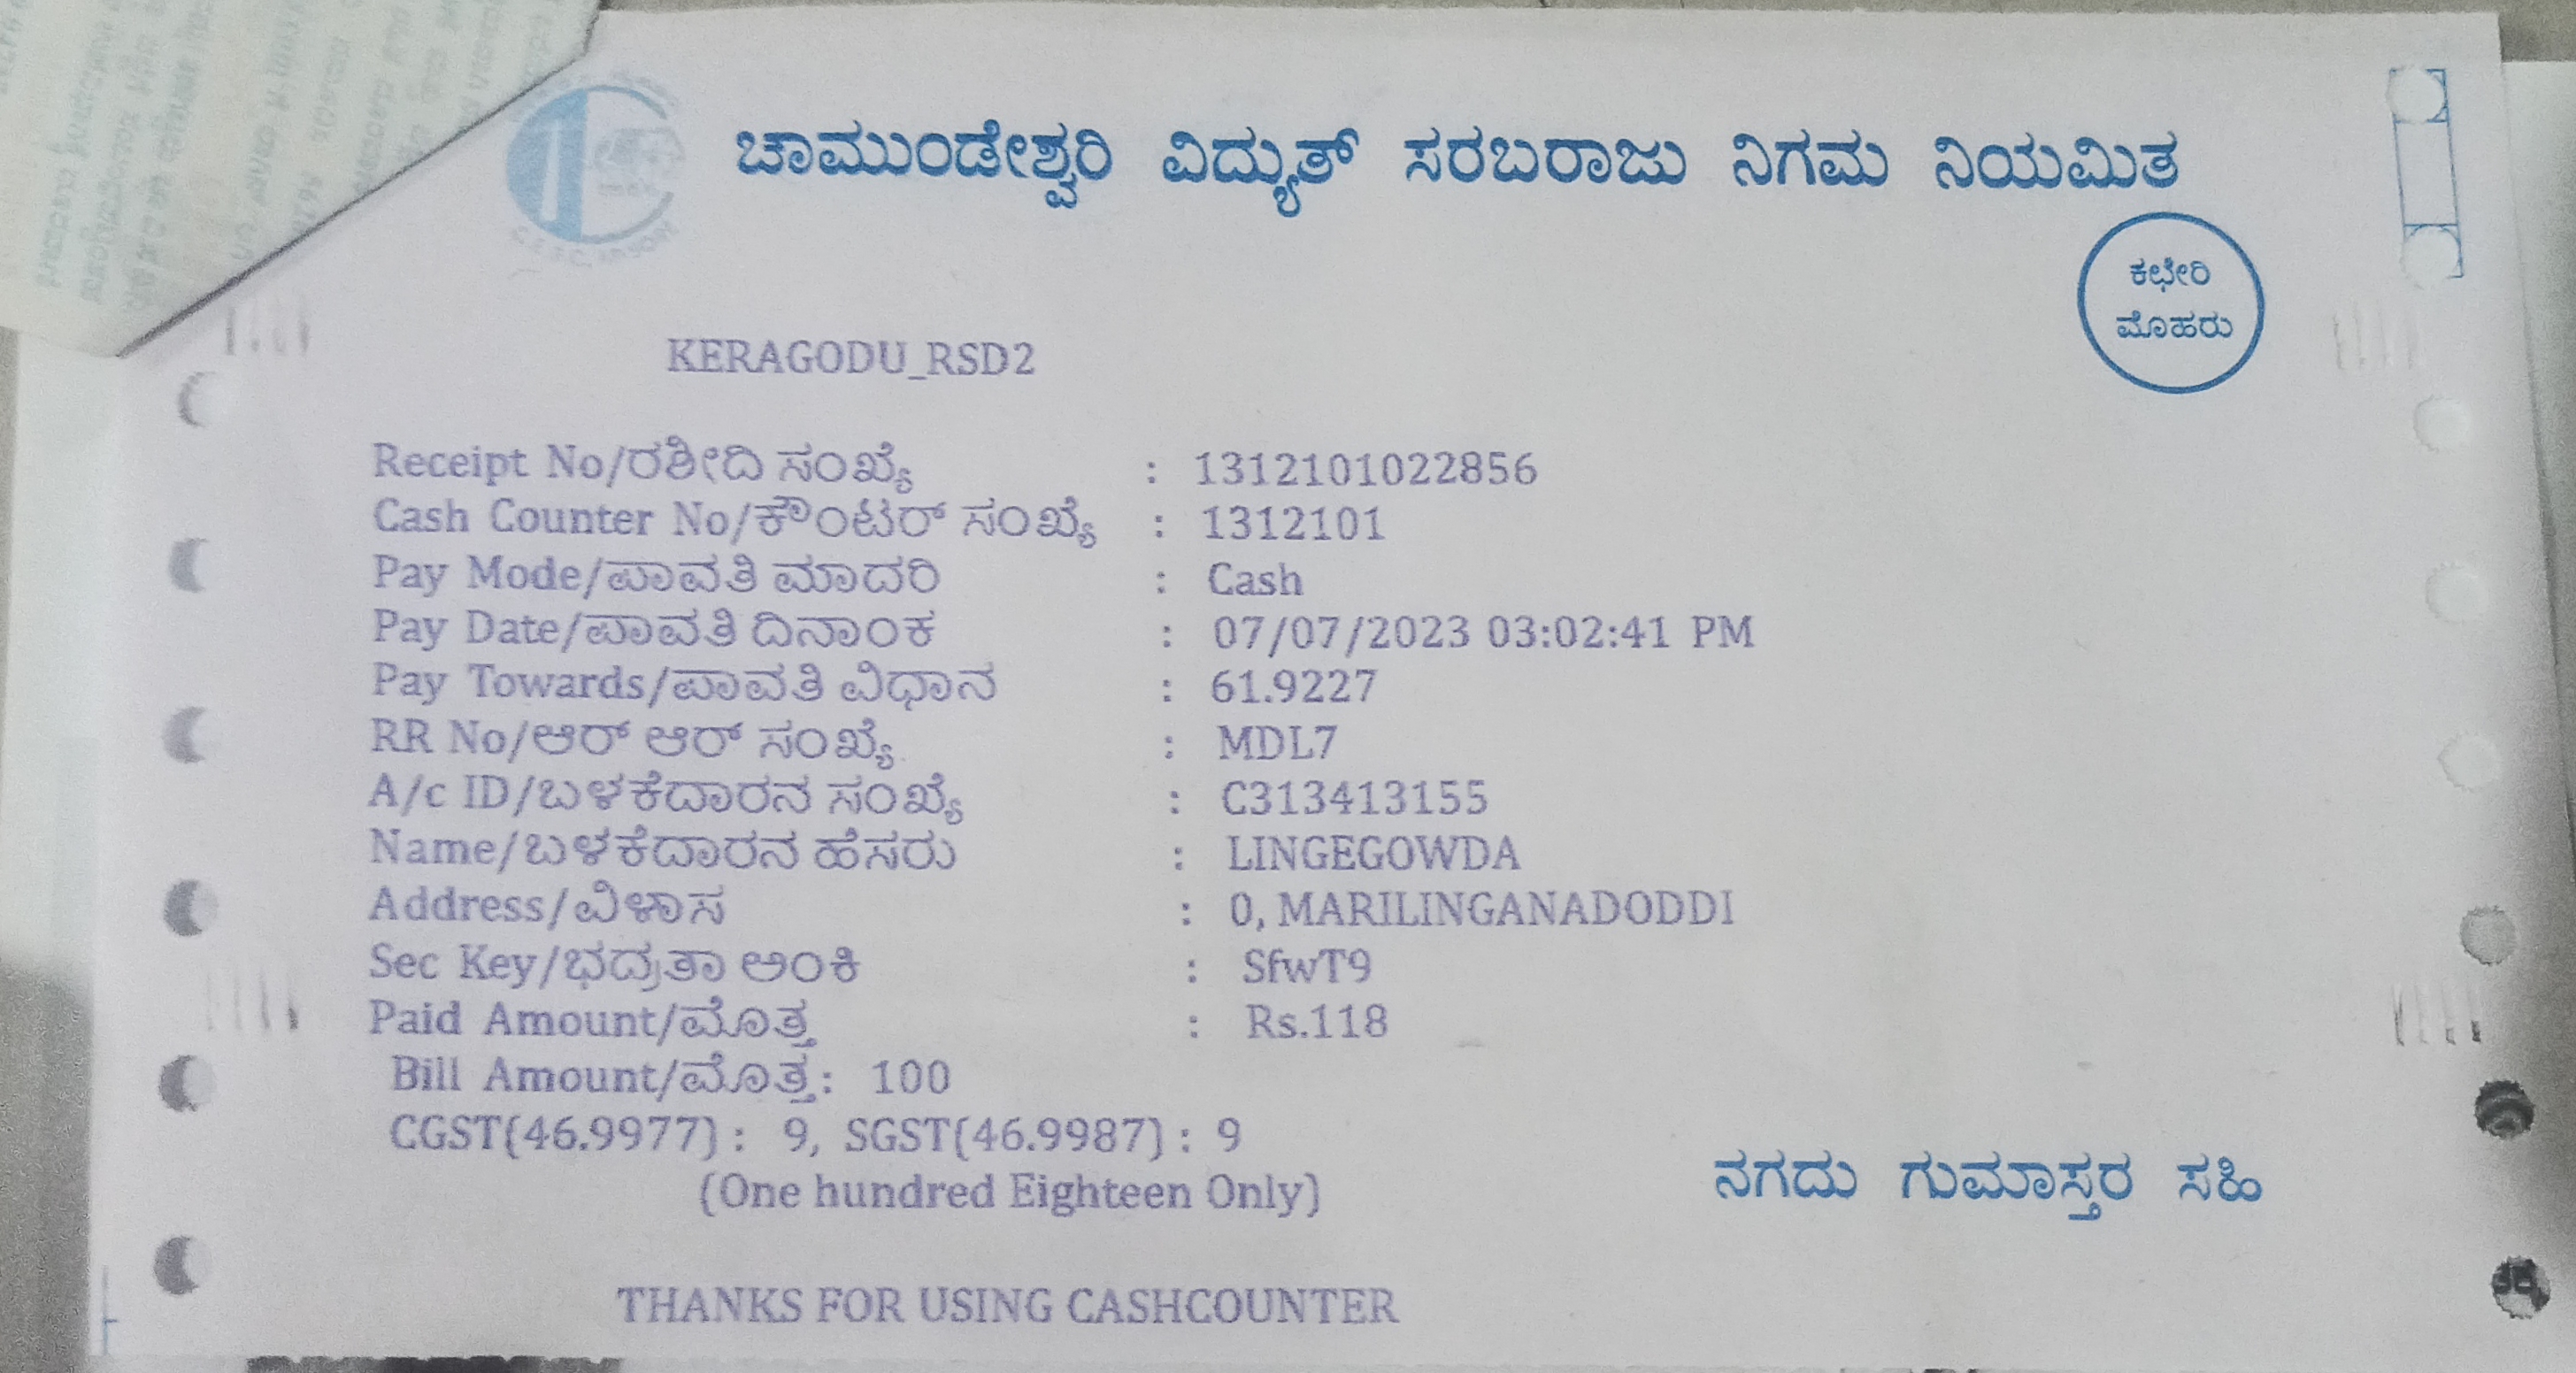 ಚಾಮುಂಡೇಶ್ವರಿ ವಿದ್ಯುತ್ ಸರಬರಾಜು ನಿಗಮ ನಿಯಮಿತ
ಕಛೇರಿ
ಮೊಹರು
KERAGODU_RSD2
Receipt No/ರಶೀದಿ ಸಂಖ್ಯೆ : 1312101022856
Cash Counter No/ಕೌಂಟರ್ ಸಂಖ್ಯೆ : 1312101
Pay Mode/ಪಾವತಿ ಮಾದರಿ : Cash
Pay Date/ಪಾವತಿ ದಿನಾಂಕ : 07/07/2023 03:02:41 PM
Pay Towards/ಪಾವತಿ ವಿಧಾನ : 61.9227
RR No/ಆರ್ ಆರ್ ಸಂಖ್ಯೆ : MDL7
A/c ID/ಬಳಕೆದಾರನ ಸಂಖ್ಯೆ : C313413155
Name/ಬಳಕೆದಾರನ ಹೆಸರು : LINGEGOWDA
Address/ವಿಳಾಸ : 0, MARILINGANADODDI
Sec Key/ಭದ್ರತಾ ಅಂಕಿ : SfwT9
Paid Amount/ಮೊತ್ತ : Rs.118
Bill Amount/ಮೊತ್ತ: 100
CGST(46.9977) : 9, SGST(46.9987) : 9
(One hundred Eighteen Only)
ನಗದು ಗುಮಾಸ್ತರ ಸಹಿ
THANKS FOR USING CASHCOUNTER